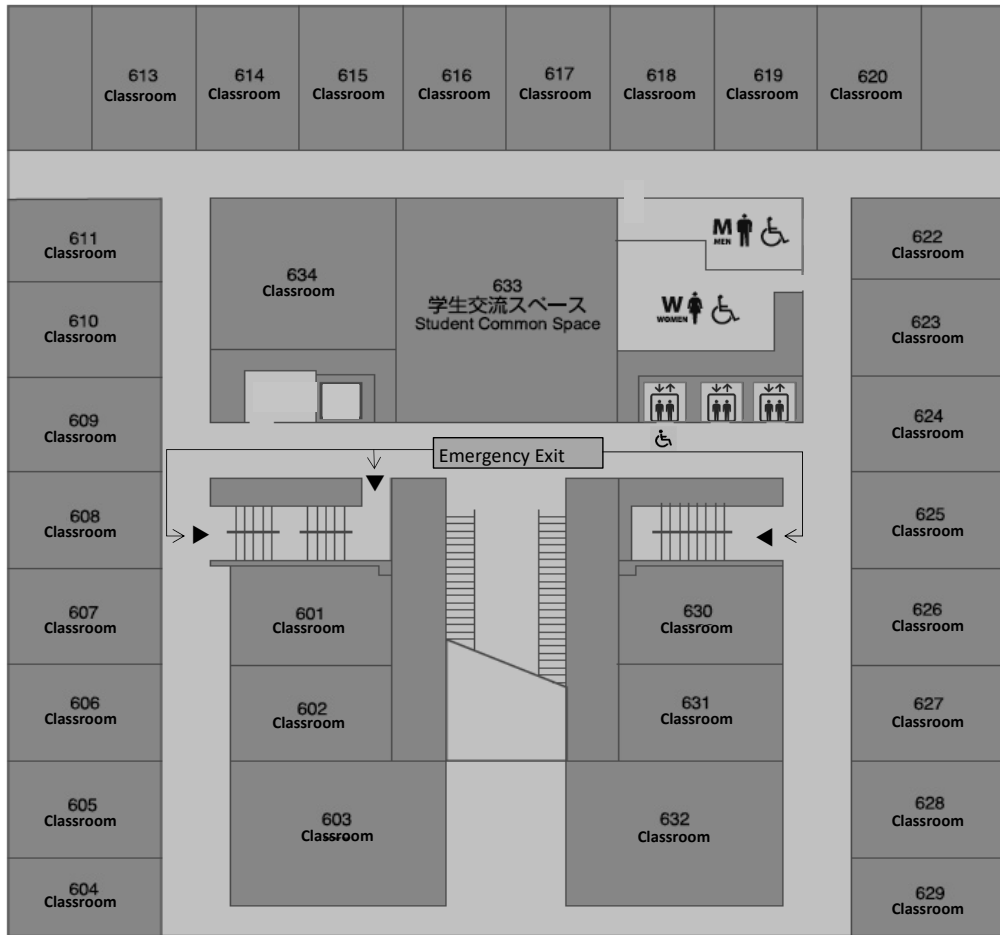 613
Classroom
614
Classroom
615
Classroom
616
Classroom
617
Classroom
618
Classroom
619
Classroom
620
Classroom
611
Classroom
610
Classroom
609
Classroom
608
Classroom
607
Classroom
606
Classroom
605
Classroom
604
Classroom
634
Classroom
633
学生交流スペース
Student Common Space
M
MEN
W
WOMEN
Emergency Exit
601
Classroom
602
Classroom
603
Classroom
630
Classroom
631
Classroom
632
Classroom
622
Classroom
623
Classroom
624
Classroom
625
Classroom
626
Classroom
627
Classroom
628
Classroom
629
Classroom